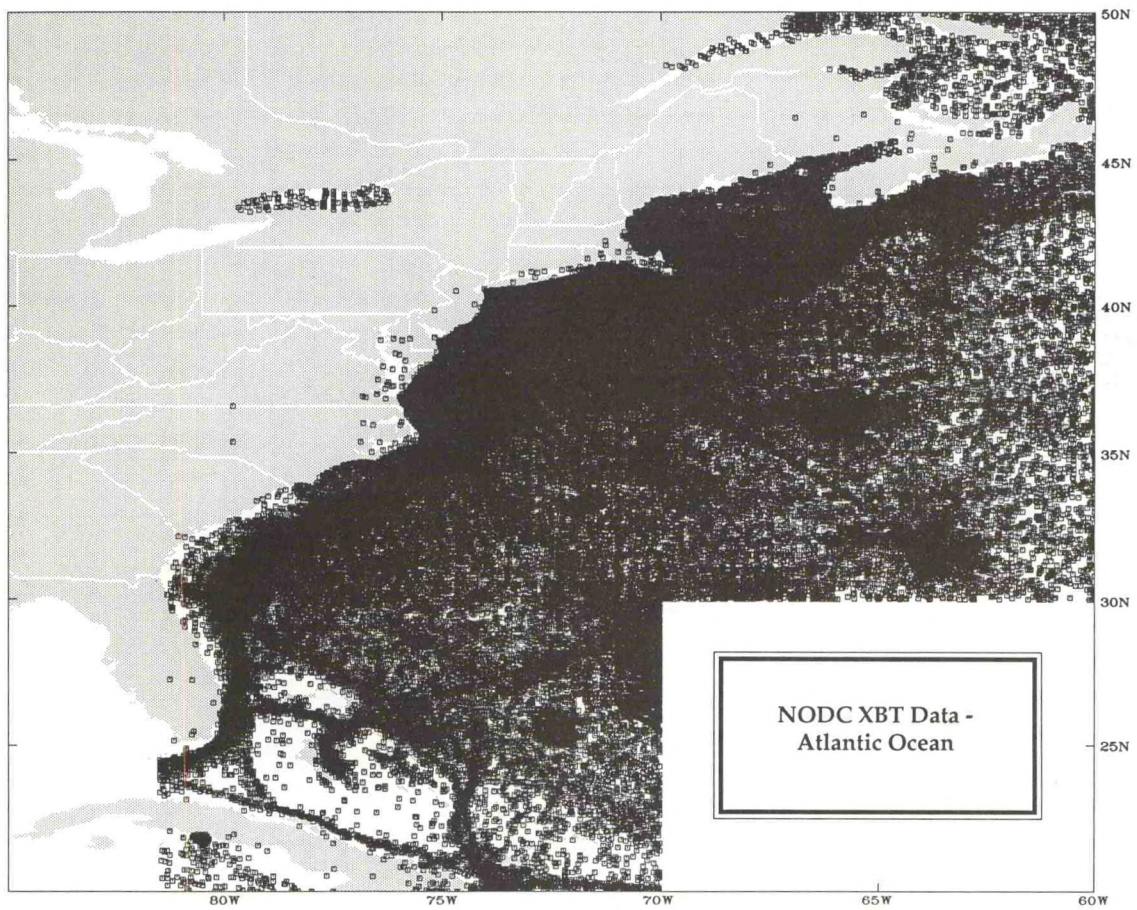 50N
45N
40N
35N
30N
NODC XBT Data -
Atlantic Ocean
25N
80W
75W
70W
65W
60W